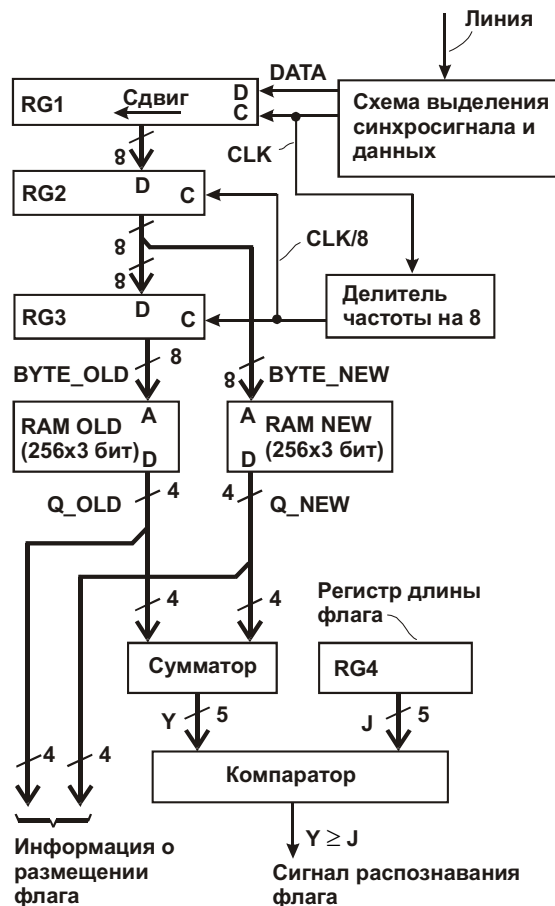 Линия
DATA
RG1
Сдвиг
D
C
Схема выделения
синхросигнала и
данных
8
CLK
D
RG2
C
8
CLK/8
8
D
RG3
C
Делитель
частоты на 8
BYTE_OLD
8
8
BYTE_NEW
RAM OLD
(256x3 бит)
A
D
A
D
RAM NEW
(256x3 бит)
Q_OLD
4
4
Q_NEW
Регистр длины
флага
4
4
Сумматор
RG4
Y
5
J
5
4
4
Компаратор
Y ≥ J
Информация о
размещении
флага
Сигнал распознавания
флага